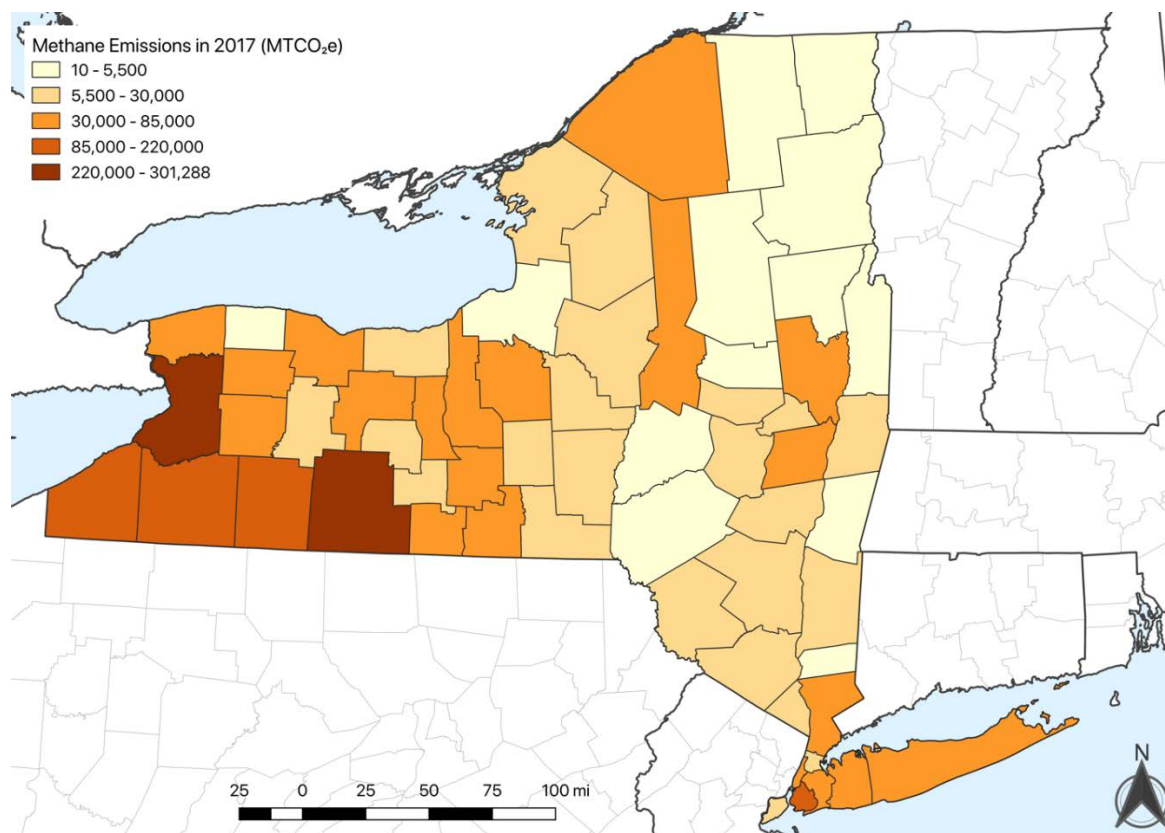 Methane Emissions in 2017 (MTCO₂e)
10 - 5,500
5,500 - 30,000
30,000 - 85,000
85,000 - 220,000
220,000 - 301,288
25 0 25 50 75 100 mi
N